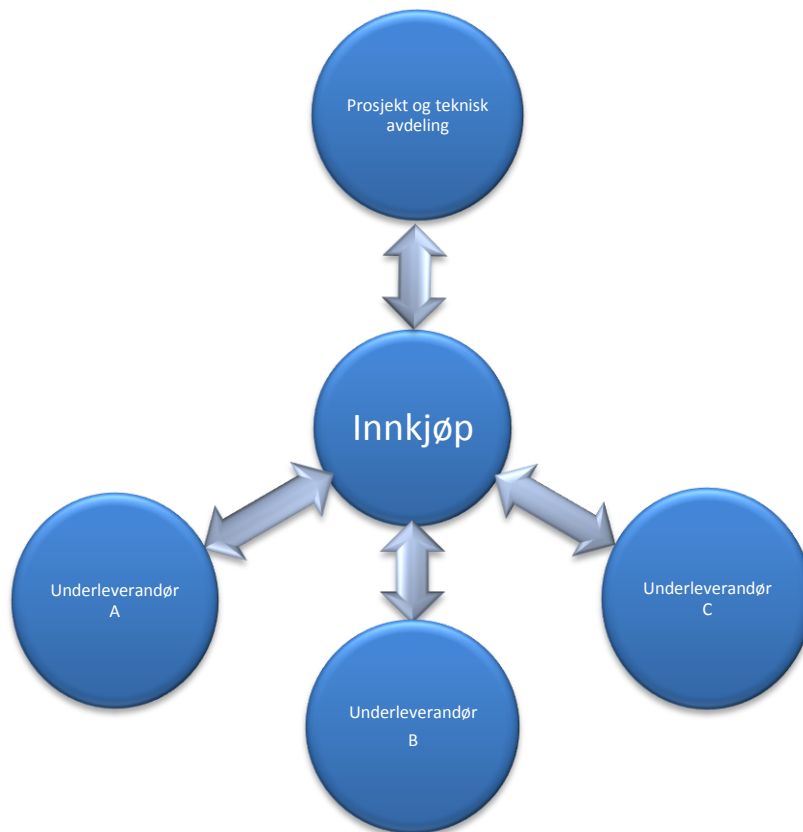 Prosjekt og teknisk
avdeling
Innkjøp
Underleverandør
A
Underleverandør
B
Underleverandør
C